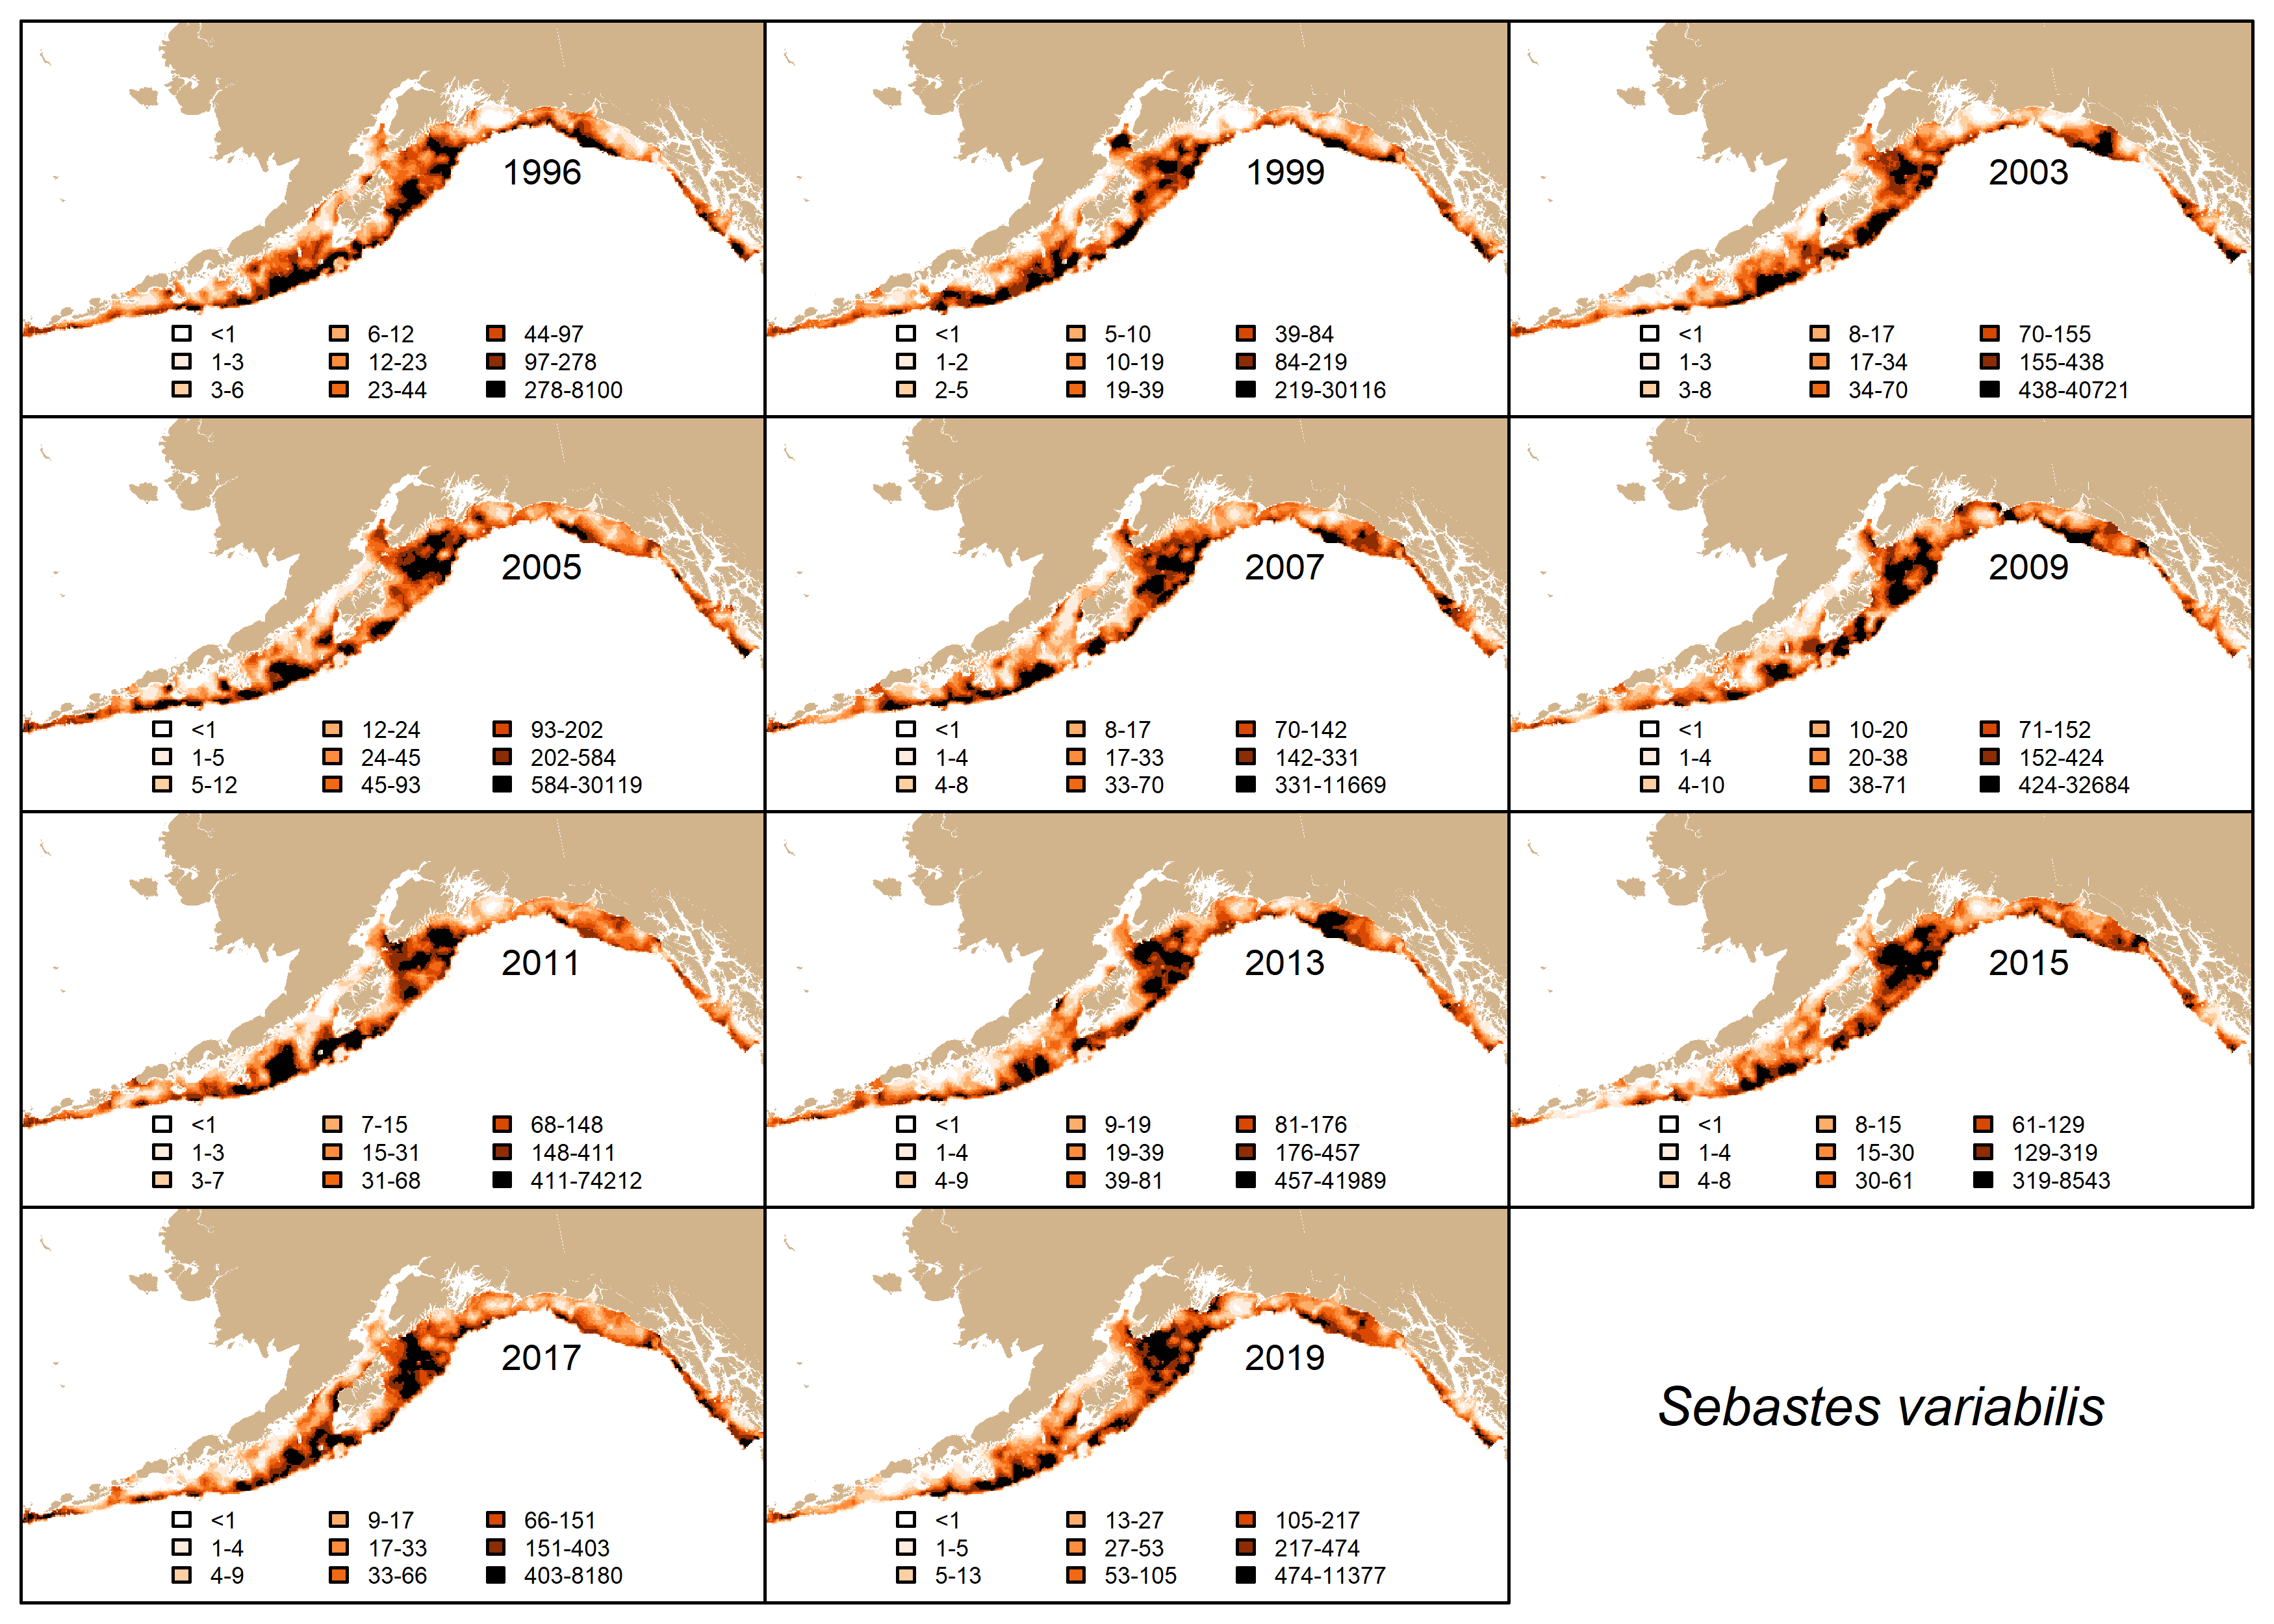 1996
<1 6-12 44-97
1-3 12-23 97-278
3-6 23-44 278-8100
1999
<1 5-10 39-84
1-2 10-19 84-219
2-5 19-39 219-30116
2003
<1 8-17 70-155
1-3 17-34 155-438
3-8 34-70 438-40721
2005
<1 12-24 93-202
1-5 24-45 202-584
5-12 45-93 584-30119
2007
<1 8-17 70-142
1-4 17-33 142-331
4-8 33-70 331-11669
2009
<1 10-20 71-152
1-4 20-38 152-424
4-10 38-71 424-32684
2011
<1 7-15 68-148
1-3 15-31 148-411
3-7 31-68 411-74212
2013
<1 9-19 81-176
1-4 19-39 176-457
4-9 39-81 457-41989
2015
<1 8-15 61-129
1-4 15-30 129-319
4-8 30-61 319-8543
2017
<1 9-17 66-151
1-4 17-33 151-403
4-9 33-66 403-8180
2019
<1 13-27 105-217
1-5 27-53 217-474
5-13 53-105 474-11377
Sebastes variabilis